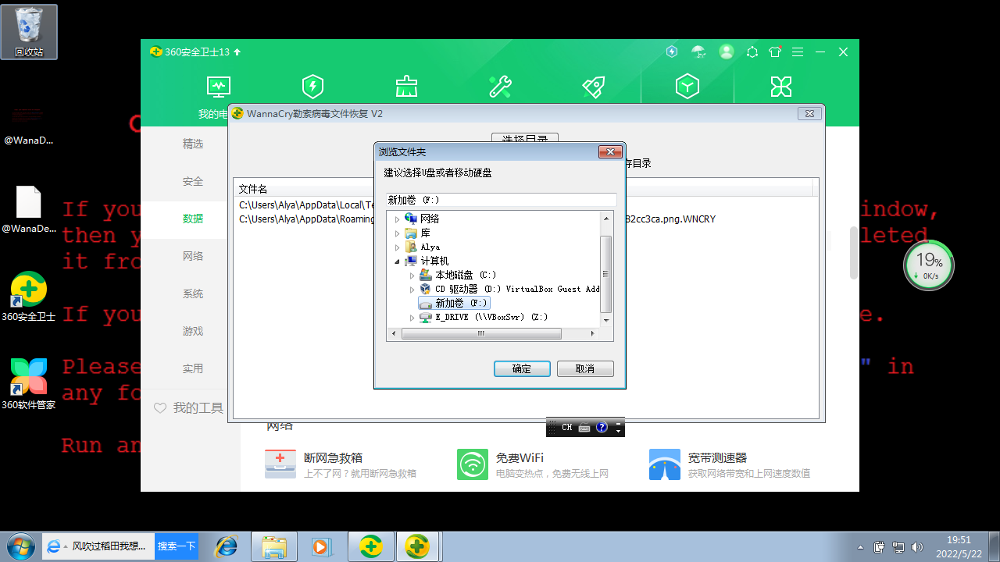 回收站
360安全卫士13
我的电
WannaCry勒索病毒文件恢复 V2
@WanaD...
选择目录
精选
浏览文件夹
存目录
建议选择U盘或者移动硬盘
安全
文件名
新加卷 (F:)
If you
indow,
C:\Users\Alya\AppData\Local\Te
数据
网络
C:\Users\Alya\AppData\Roaming
B2cc3ca.png.WNCRY
@WanaDe...
then y
leted
库
Alya
网络
it fro
计算机
19%
0K/s
本地磁盘 (C:)
CD 驱动器 (D:) VirtualBox Guest Add
系统
新加卷 (F:)
360安全卫士
If you
e.
E_DRIVE (\\VBoxSvr) (Z:)
游戏
Please
" in
实用
确定
取消
any fo
360软件管家
我的工具
网络
CH
Run an
断网急救箱
上不了网？就用断网急救箱
免费WiFi
电脑变热点，免费无线上网
宽带测速器
获取网络带宽和上网速度数值
风吹过稻田我想...
搜索一下
19:51
2022/5/22